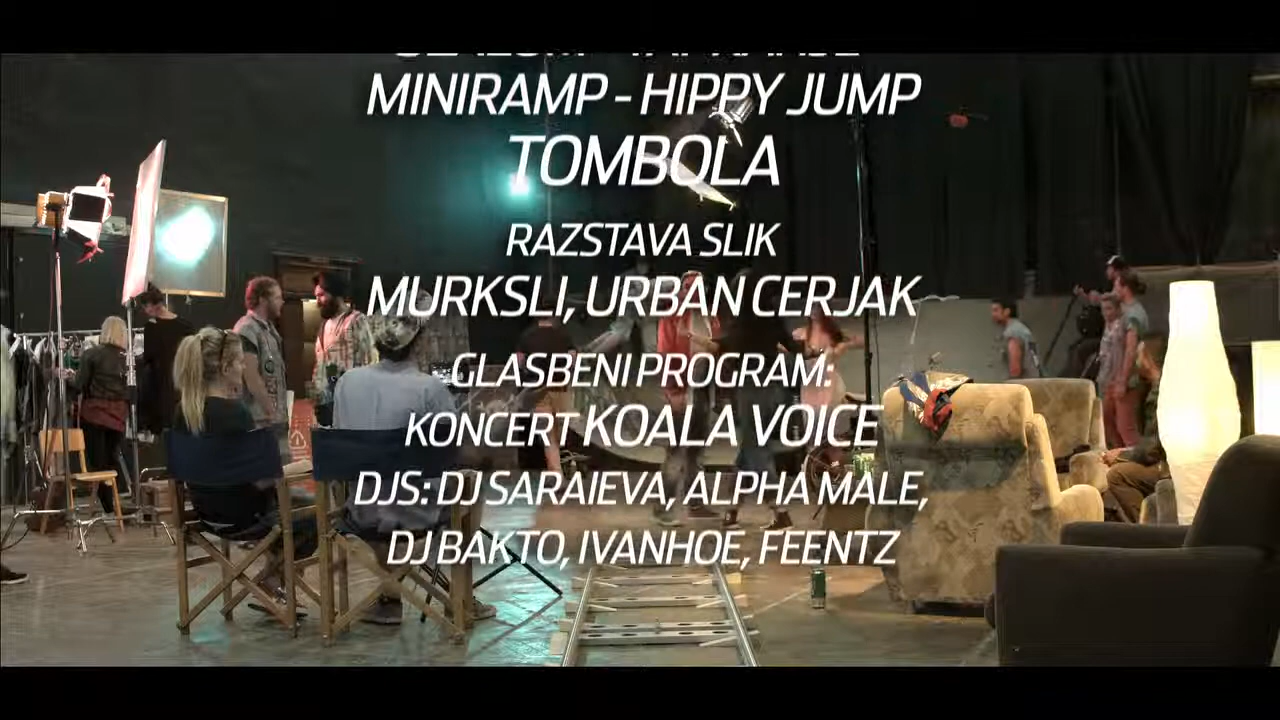 MINIRAMP - HIPPY JUMP
TOMBOLA
RAZSTAVA SLIK
MURKSLI, URBAN CERJAK
GLASBENI PROGRAM:
KONCERT KOALA VOICE
DJS: DJ SARAIEVA, ALPHA MALE,
DJ BAKTO, IVANHOE, FEENTZ